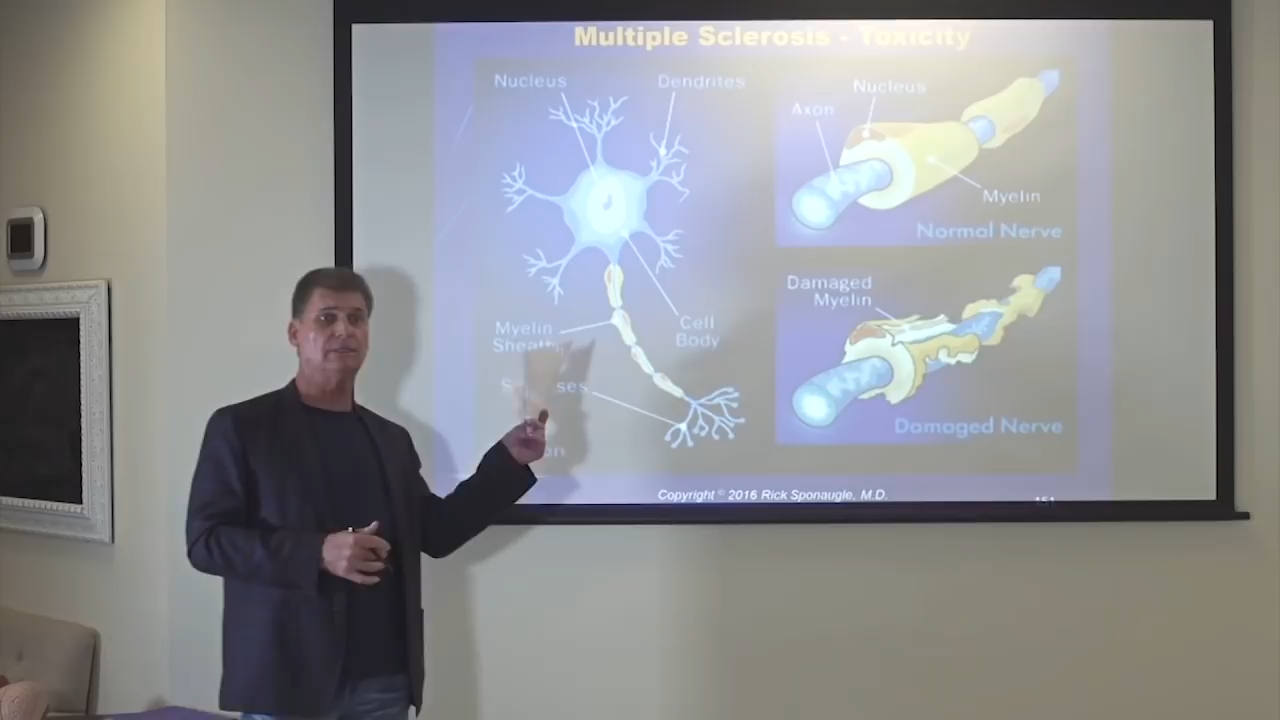 Multiple Sclerosis - Toxicity
Nucleus
Dendrites
Myelin
Cell
Body
Nucleus
Axon
Myelin
Normal Nerve
Damaged
Myelin
Damaged Nerve
Copyright © 2016 Rick Sponaugle, M.D.
151